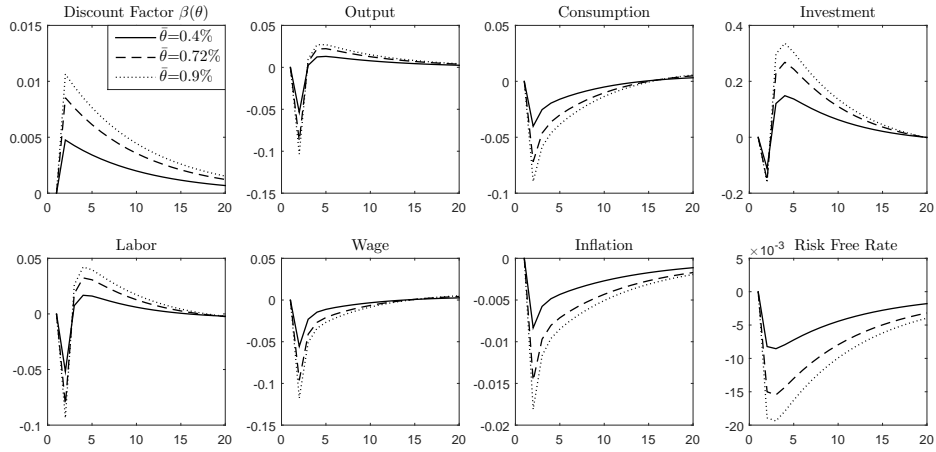 Discount Factor β(θ)
Output
Consumption
Investment
0.015
0.01
0.005
0
0 5 10 15 20
θ̄=0.4%
θ̄=0.72%
θ̄=0.9%
0.05
0
-0.05
-0.1
-0.15
0 5 10 15 20
0.05
0
-0.05
-0.1
0 5 10 15 20
0.4
0.2
0
-0.2
0 5 10 15 20
Labor
Wage
Inflation
Risk Free Rate
0.05
0
-0.05
-0.1
0 5 10 15 20
0.05
0
-0.05
-0.1
-0.15
0 5 10 15 20
0
-0.005
-0.01
-0.015
-0.02
0 5 10 15 20
×10⁻³
5
0
-5
-10
-15
-20
0 5 10 15 20